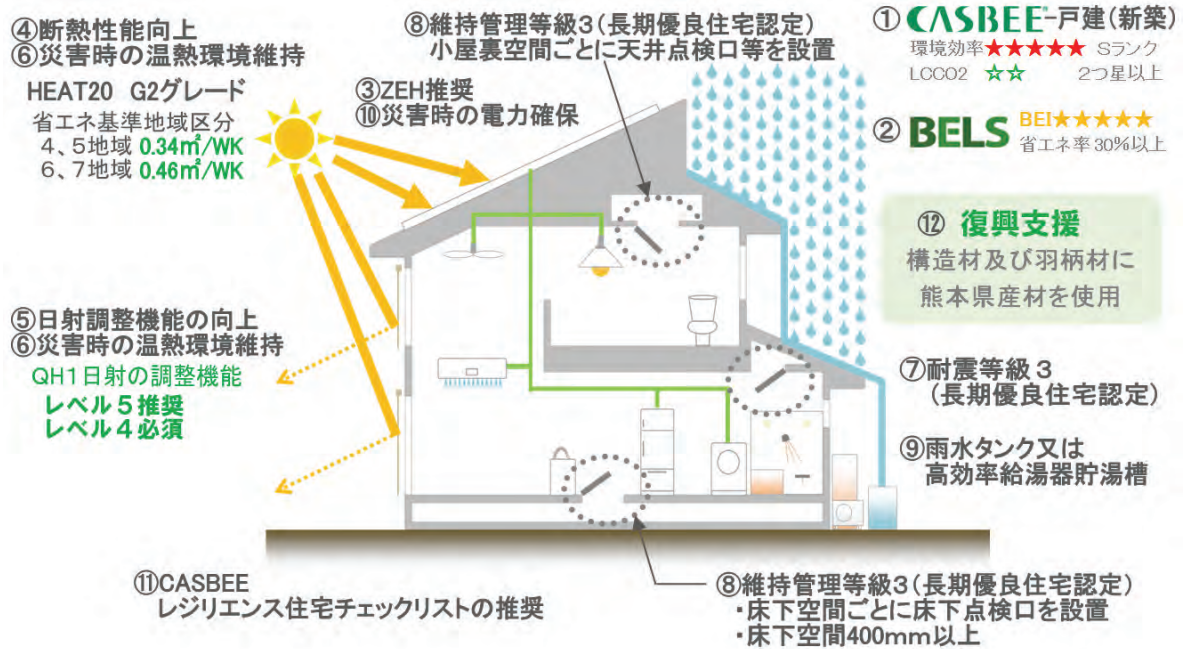 ④断熱性能向上
⑥災害時の温熱環境維持
HEAT20 G2グレード
省エネ基準地域区分
4、5地域 0.34㎡/WK
6、7地域 0.46㎡/WK
⑧維持管理等級3(長期優良住宅認定)
小屋裏空間ごとに天井点検口等を設置
③ZEH推奨
⑩災害時の電力確保
① CASBEE®-戸建(新築)
環境効率★★★★★ Sランク
LCCO2 ☆☆ 2つ星以上
② BELS BEI★★★★★
省エネ率30%以上
⑫ 復興支援
構造材及び羽柄材に
熊本県産材を使用
⑤日射調整機能の向上
⑥災害時の温熱環境維持
QH1日射の調整機能
レベル5推奨
レベル4必須
⑦耐震等級3
(長期優良住宅認定)
⑨雨水タンク又は
高効率給湯器貯湯槽
⑪CASBEE
レジリエンス住宅チェックリストの推奨
⑧維持管理等級3(長期優良住宅認定)
・床下空間ごとに床下点検口を設置
・床下空間400mm以上